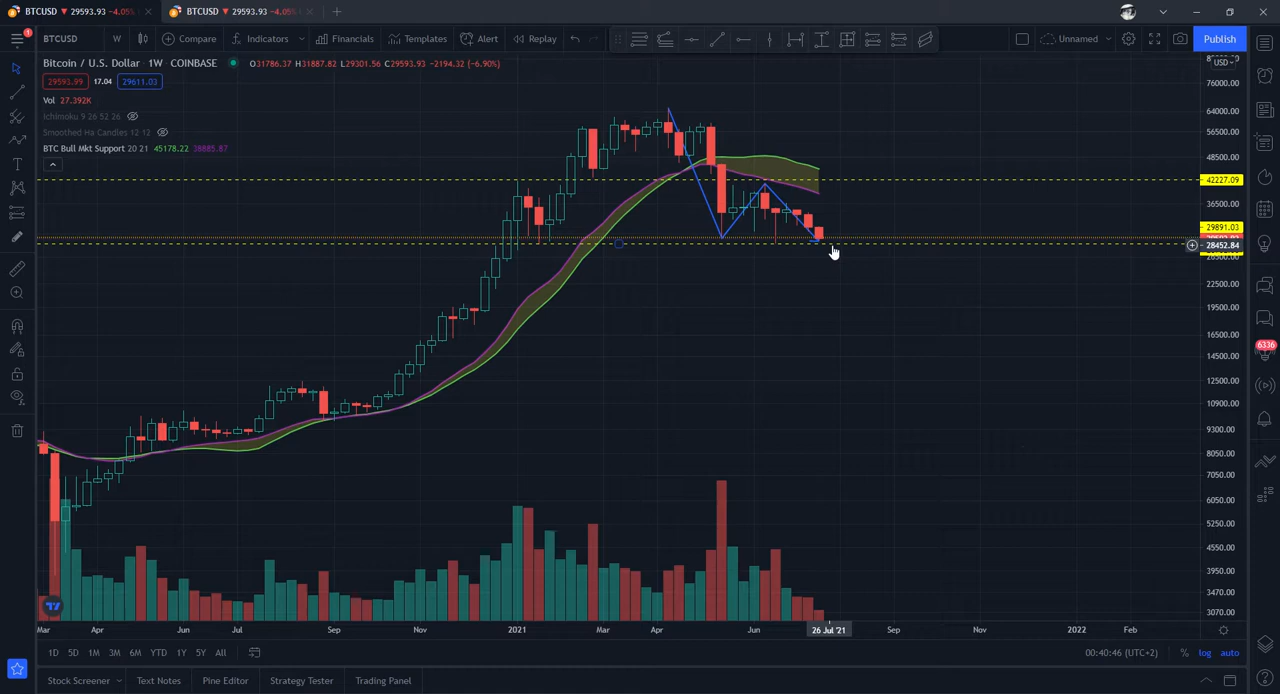 BTCUSD ▼ 29593.93 −4.05%
BTCUSD ▼ 29593.93 −4.05%
1
BTCUSD W Compare Indicators Financials Templates Alert Replay Unnamed Publish
Bitcoin / U.S. Dollar · 1W · COINBASE O31786.37 H31887.82 L29301.56 C29593.93 −2194.32 (−6.90%)
29593.99 17.04 29611.03
Vol 27.392K
Ichimoku 9 26 52 26
Smoothed Ha Candles 12 12
BTC Bull Mkt Support 20 21 45178.22 38885.87
USD
76000.00
64000.00
56500.00
48500.00
42227.09
36500.00
29891.03
28452.84
22500.00
19500.00
16500.00
14500.00
12500.00
10900.00
9300.00
8050.00
7050.00
6050.00
5250.00
4550.00
3950.00
3470.00
3070.00
6336
Mar Apr Jun Jul Sep Nov 2021 Mar Apr Jun 26 Jul '21 Sep Nov 2022 Feb
1D 5D 1M 3M 6M YTD 1Y 5Y All 00:40:46 (UTC+2) % log auto
Stock Screener Text Notes Pine Editor Strategy Tester Trading Panel